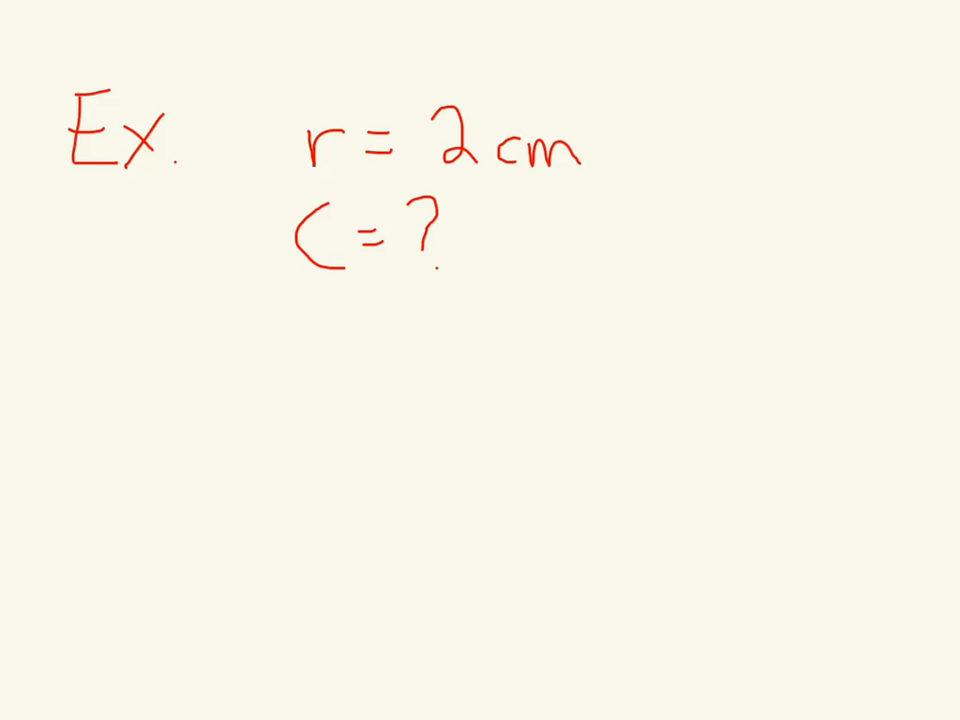 Ex. r = 2 cm
C = ?